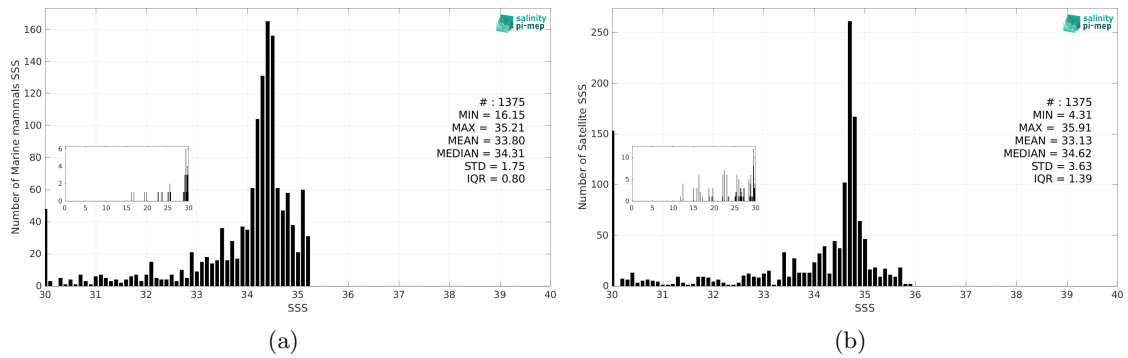 160
140
120
100
80
60
40
20
0
Number of Marine mammals SSS
salinity
pi-mep
# : 1375
MIN = 16.15
MAX = 35.21
MEAN = 33.80
MEDIAN = 34.31
STD = 1.75
IQR = 0.80
6
4
2
0
0 5 10 15 20 25 30
30 31 32 33 34 35 36 37 38 39 40
SSS
(a)
250
200
150
100
50
0
Number of Satellite SSS
salinity
pi-mep
# : 1375
MIN = 4.31
MAX = 35.91
MEAN = 33.13
MEDIAN = 34.62
STD = 3.63
IQR = 1.39
10
5
0
0 5 10 15 20 25 30
30 31 32 33 34 35 36 37 38 39 40
SSS
(b)